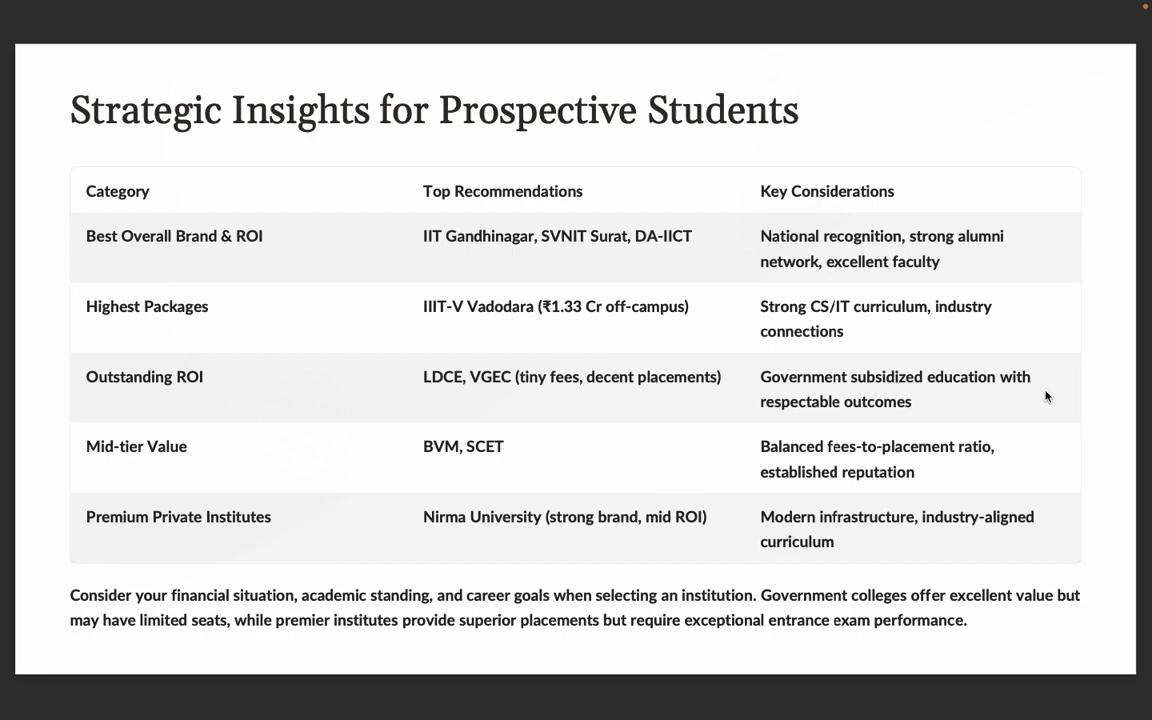 Strategic Insights for Prospective Students
Category Top Recommendations Key Considerations
Best Overall Brand & ROI IIT Gandhinagar, SVNIT Surat, DA-IICT National recognition, strong alumni
network, excellent faculty
Highest Packages IIIT-V Vadodara (₹1.33 Cr off-campus) Strong CS/IT curriculum, industry
connections
Outstanding ROI LDCE, VGEC (tiny fees, decent placements) Government subsidized education with
respectable outcomes
Mid-tier Value BVM, SCET Balanced fees-to-placement ratio,
established reputation
Premium Private Institutes Nirma University (strong brand, mid ROI) Modern infrastructure, industry-aligned
curriculum
Consider your financial situation, academic standing, and career goals when selecting an institution. Government colleges offer excellent value but
may have limited seats, while premier institutes provide superior placements but require exceptional entrance exam performance.